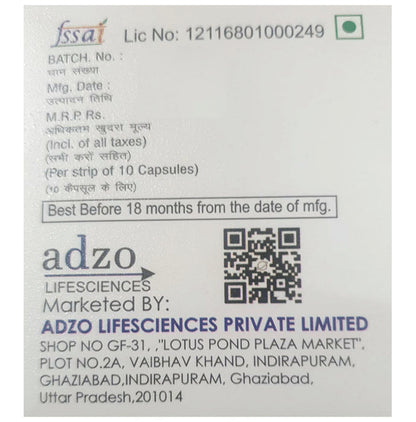 fssai Lic No: 12116801000249
BATCH. No. :
घान संख्या
Mfg. Date :
उत्पादन तिथि
M.R.P. Rs.
अधिकतम खुदरा मूल्य
(Incl. of all taxes)
(सभी करों सहित)
(Per strip of 10 Capsules)
(10 कैपसूल के लिए)
Best Before 18 months from the date of mfg.
adzo
LIFESCIENCES
Marketed BY:
ADZO LIFESCIENCES PRIVATE LIMITED
SHOP NO GF-31, ,"LOTUS POND PLAZA MARKET",
PLOT NO.2A, VAIBHAV KHAND, INDIRAPURAM,
GHAZIABAD,INDIRAPURAM, Ghaziabad,
Uttar Pradesh,201014